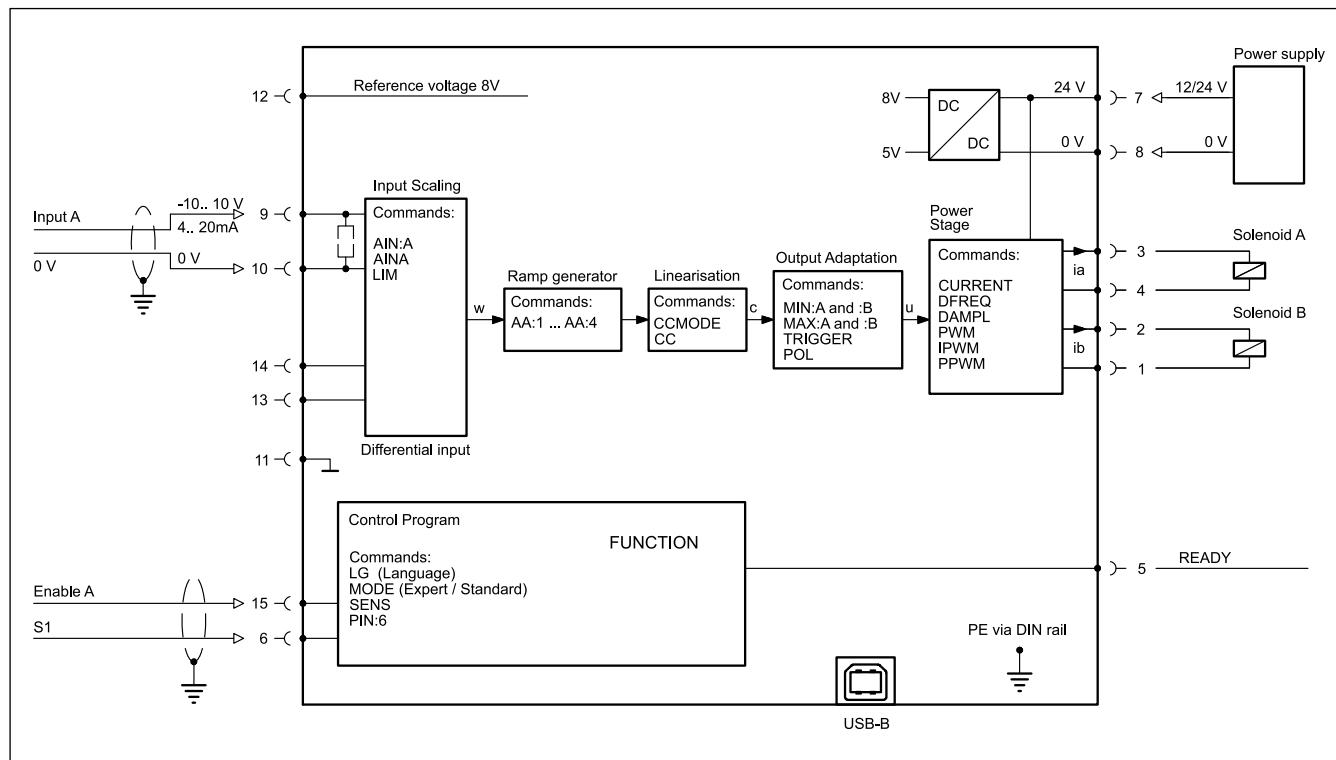 Power supply
12
Reference voltage 8V
8V
DC
24 V
7
12/24 V
5V
DC
0 V
8
0 V
Input Scaling
Input A
-10.. 10 V
4.. 20mA
9
Commands:
0 V
0 V
10
AIN:A
AINA
LIM
w
Ramp generator
Commands:
AA:1 ... AA:4
Linearisation
Commands:
CCMODE
CC
c
Output Adaptation
Commands:
MIN:A and :B
MAX:A and :B
TRIGGER
POL
u
Power
Stage
Commands:
CURRENT
DFREQ
DAMPL
PWM
IPWM
PPWM
ia
3
Solenoid A
4
ib
2
Solenoid B
1
14
13
Differential input
11
Control Program
FUNCTION
Commands:
LG (Language)
MODE (Expert / Standard)
SENS
PIN:6
5
READY
Enable A
15
S1
6
PE via DIN rail
USB-B